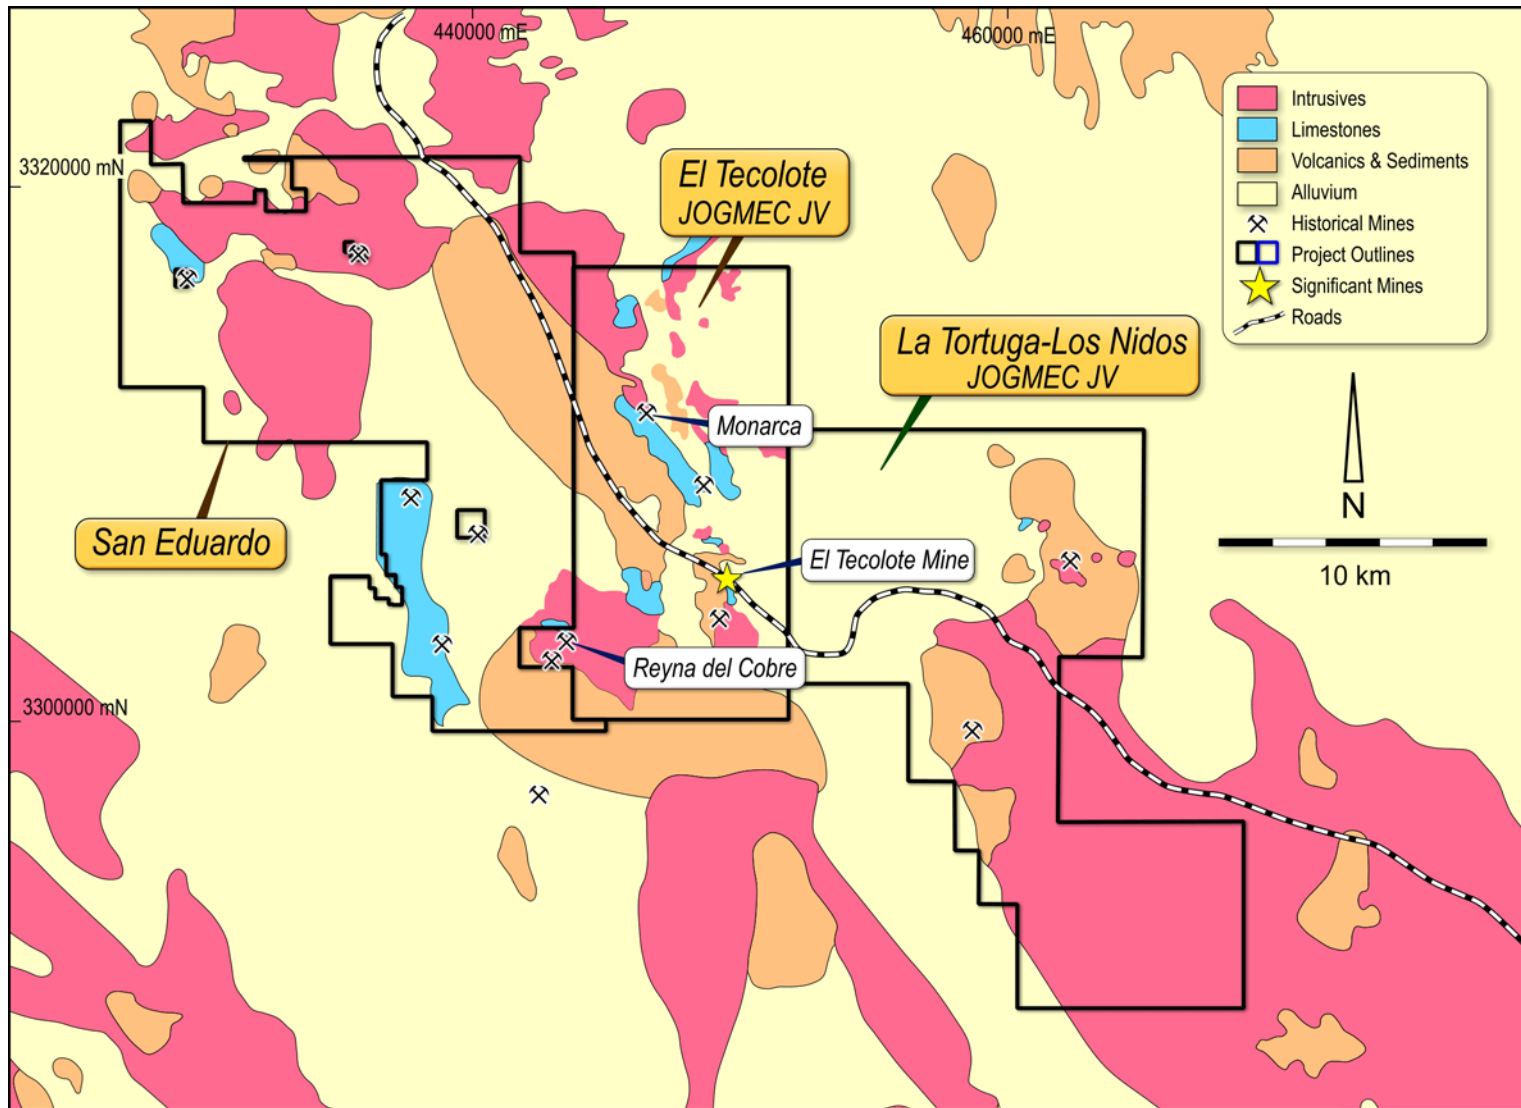 440000 mE
460000 mE
3320000 mN
3300000 mN
El Tecolote
JOGMEC JV
La Tortuga-Los Nidos
JOGMEC JV
San Eduardo
Monarca
El Tecolote Mine
Reyna del Cobre
Intrusives
Limestones
Volcanics & Sediments
Alluvium
Historical Mines
Project Outlines
Significant Mines
Roads
N
10 km